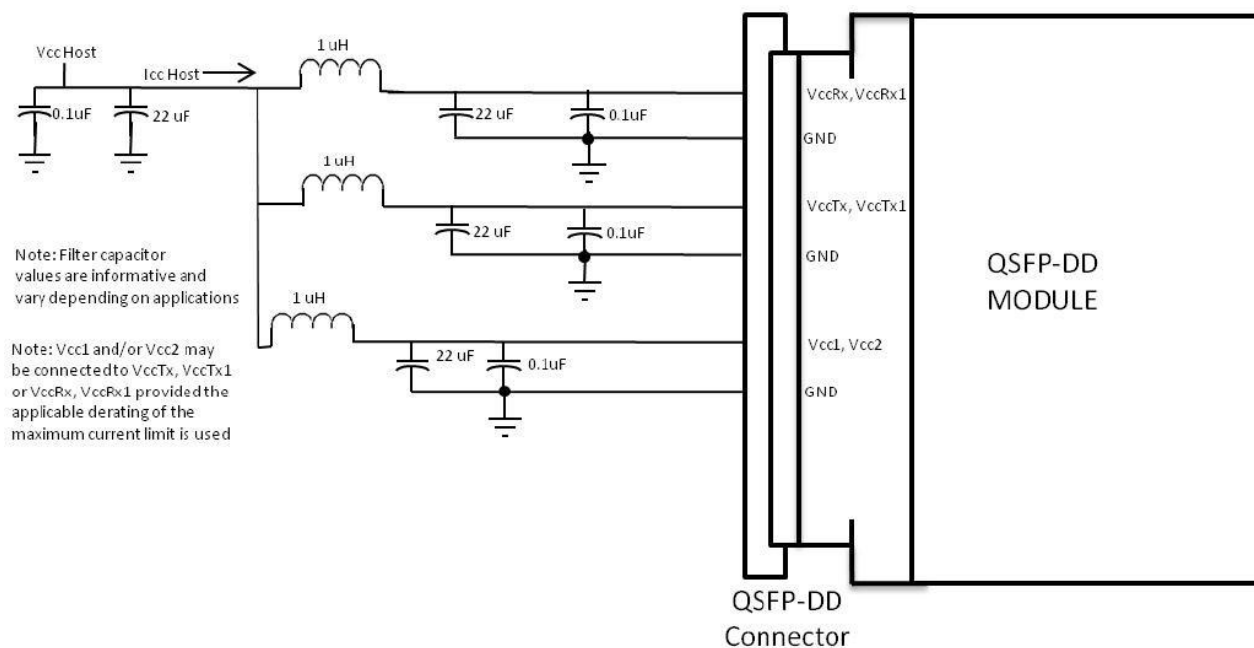 Vcc Host
Icc Host
1 uH
0.1uF
22 uF
22 uF
0.1uF
VccRx, VccRx1
GND
1 uH
22 uF
0.1uF
VccTx, VccTx1
GND
Note: Filter capacitor
values are informative and
vary depending on applications
1 uH
22 uF
0.1uF
Vcc1, Vcc2
GND
Note: Vcc1 and/or Vcc2 may
be connected to VccTx, VccTx1
or VccRx, VccRx1 provided the
applicable derating of the
maximum current limit is used
QSFP-DD
MODULE
QSFP-DD
Connector